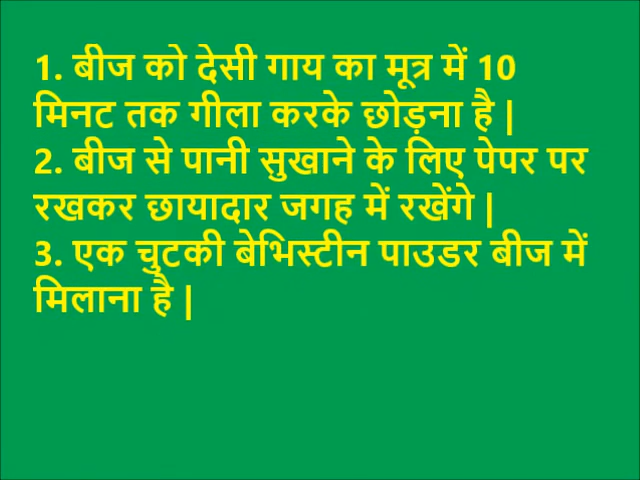 1. बीज को देसी गाय का मूत्र में 10
मिनट तक गीला करके छोड़ना है |
2. बीज से पानी सुखाने के लिए पेपर पर
रखकर छायादार जगह में रखेंगे |
3. एक चुटकी बेभिस्टीन पाउडर बीज में
मिलाना है |